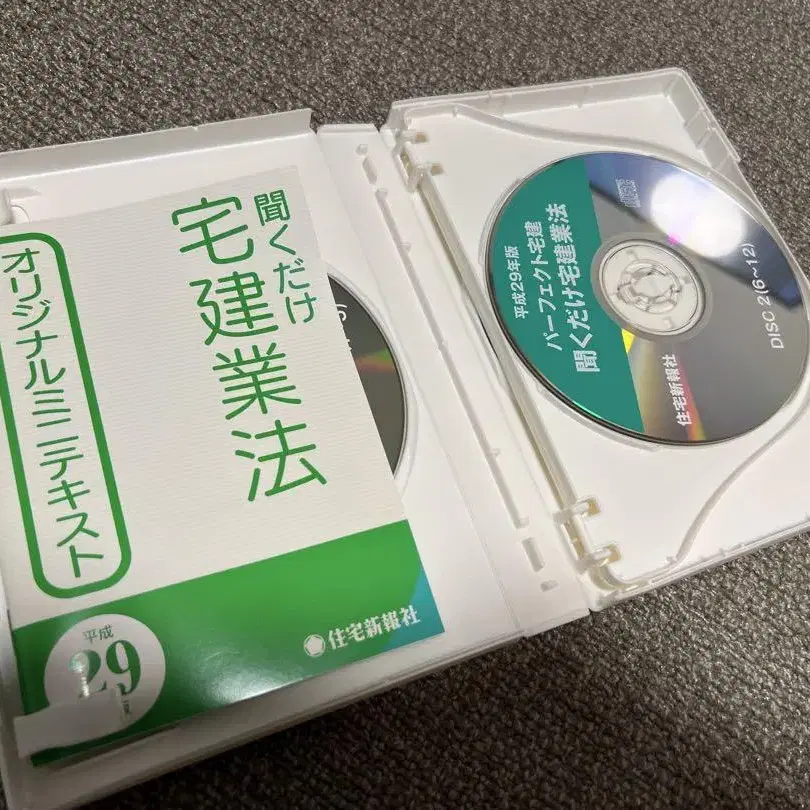 聞くだけ
宅建業法
オリジナルミニテキスト
平成
29
住宅新報社
平成29年版
パーフェクト宅建
聞くだけ宅建業法
住宅新報社
DISC 2(6~12)